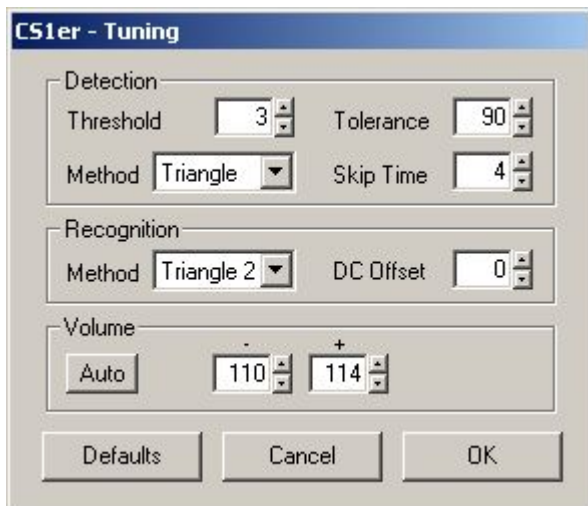 CS1er - Tuning
Detection
Threshold 3 Tolerance 90
Method Triangle Skip Time 4
Recognition
Method Triangle 2 DC Offset 0
Volume
- +
Auto 110 114
Defaults Cancel OK